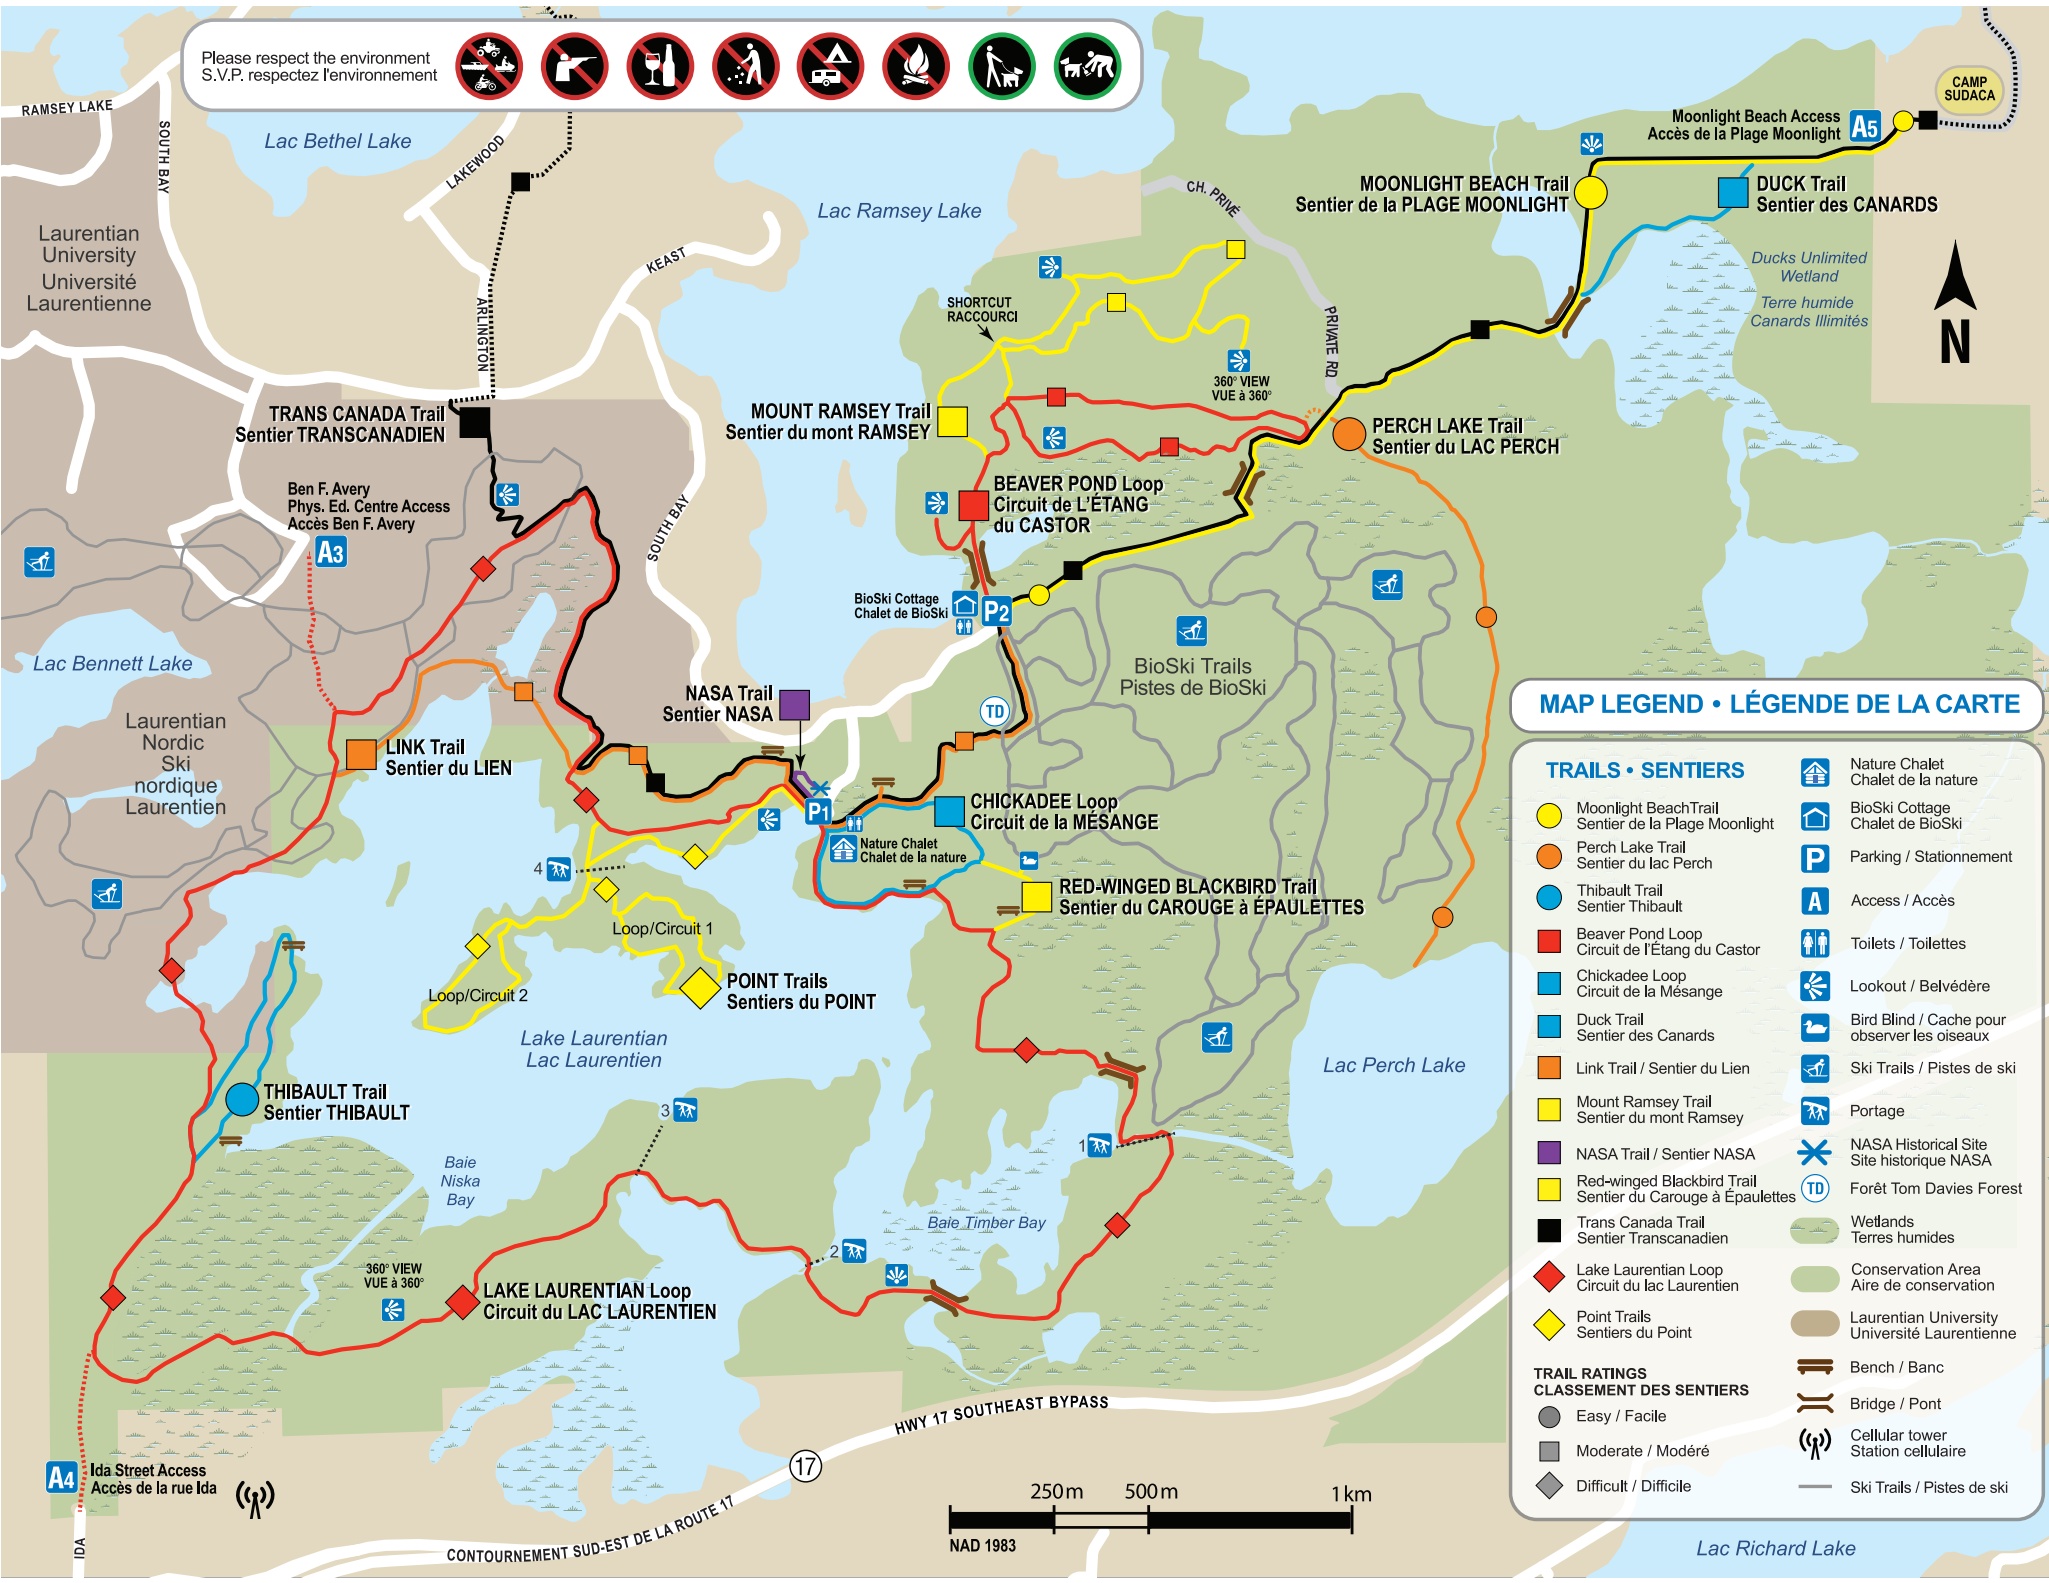 Please respect the environment
S.V.P. respectez l'environnement
RAMSEY LAKE
SOUTH BAY
Lac Bethel Lake
LAKEWOOD
Laurentian
University
Université
Laurentienne
ARLINGTON
KEAST
Lac Ramsey Lake
CH. PRIVÉ
PRIVATE RD
CAMP
SUDACA
Moonlight Beach Access
Accès de la Plage Moonlight
A5
MOONLIGHT BEACH Trail
Sentier de la PLAGE MOONLIGHT
DUCK Trail
Sentier des CANARDS
Ducks Unlimited
Wetland
Terre humide
Canards Illimités
N
SHORTCUT
RACCOURCI
360° VIEW
VUE à 360°
TRANS CANADA Trail
Sentier TRANSCANADIEN
MOUNT RAMSEY Trail
Sentier du mont RAMSEY
PERCH LAKE Trail
Sentier du LAC PERCH
Ben F. Avery
Phys. Ed. Centre Access
Accès Ben F. Avery
A3
BEAVER POND Loop
Circuit de L'ÉTANG
du CASTOR
SOUTH BAY
BioSki Cottage
Chalet de BioSki
P2
Lac Bennett Lake
BioSki Trails
Pistes de BioSki
NASA Trail
Sentier NASA
TD
Laurentian
Nordic
Ski
nordique
Laurentien
LINK Trail
Sentier du LIEN
P1
CHICKADEE Loop
Circuit de la MÉSANGE
Nature Chalet
Chalet de la nature
4
RED-WINGED BLACKBIRD Trail
Sentier du CAROUGE à ÉPAULETTES
Loop/Circuit 1
POINT Trails
Sentiers du POINT
Loop/Circuit 2
Lake Laurentian
Lac Laurentien
Lac Perch Lake
THIBAULT Trail
Sentier THIBAULT
3
1
Baie
Niska
Bay
Baie Timber Bay
2
360° VIEW
VUE à 360°
LAKE LAURENTIAN Loop
Circuit du LAC LAURENTIEN
A4
Ida Street Access
Accès de la rue Ida
IDA
HWY 17 SOUTHEAST BYPASS
17
CONTOURNEMENT SUD-EST DE LA ROUTE 17
250m 500m 1km
NAD 1983
Lac Richard Lake
MAP LEGEND • LÉGENDE DE LA CARTE
TRAILS • SENTIERS
Moonlight BeachTrail
Sentier de la Plage Moonlight
Perch Lake Trail
Sentier du lac Perch
Thibault Trail
Sentier Thibault
Beaver Pond Loop
Circuit de l'Étang du Castor
Chickadee Loop
Circuit de la Mésange
Duck Trail
Sentier des Canards
Link Trail / Sentier du Lien
Mount Ramsey Trail
Sentier du mont Ramsey
NASA Trail / Sentier NASA
Red-winged Blackbird Trail
Sentier du Carouge à Épaulettes
Trans Canada Trail
Sentier Transcanadien
Lake Laurentian Loop
Circuit du lac Laurentien
Point Trails
Sentiers du Point
TRAIL RATINGS
CLASSEMENT DES SENTIERS
Easy / Facile
Moderate / Modéré
Difficult / Difficile
Nature Chalet
Chalet de la nature
BioSki Cottage
Chalet de BioSki
P
Parking / Stationnement
A
Access / Accès
Toilets / Toilettes
Lookout / Belvédère
Bird Blind / Cache pour
observer les oiseaux
Ski Trails / Pistes de ski
Portage
NASA Historical Site
Site historique NASA
TD
Forêt Tom Davies Forest
Wetlands
Terres humides
Conservation Area
Aire de conservation
Laurentian University
Université Laurentienne
Bench / Banc
Bridge / Pont
Cellular tower
Station cellulaire
Ski Trails / Pistes de ski